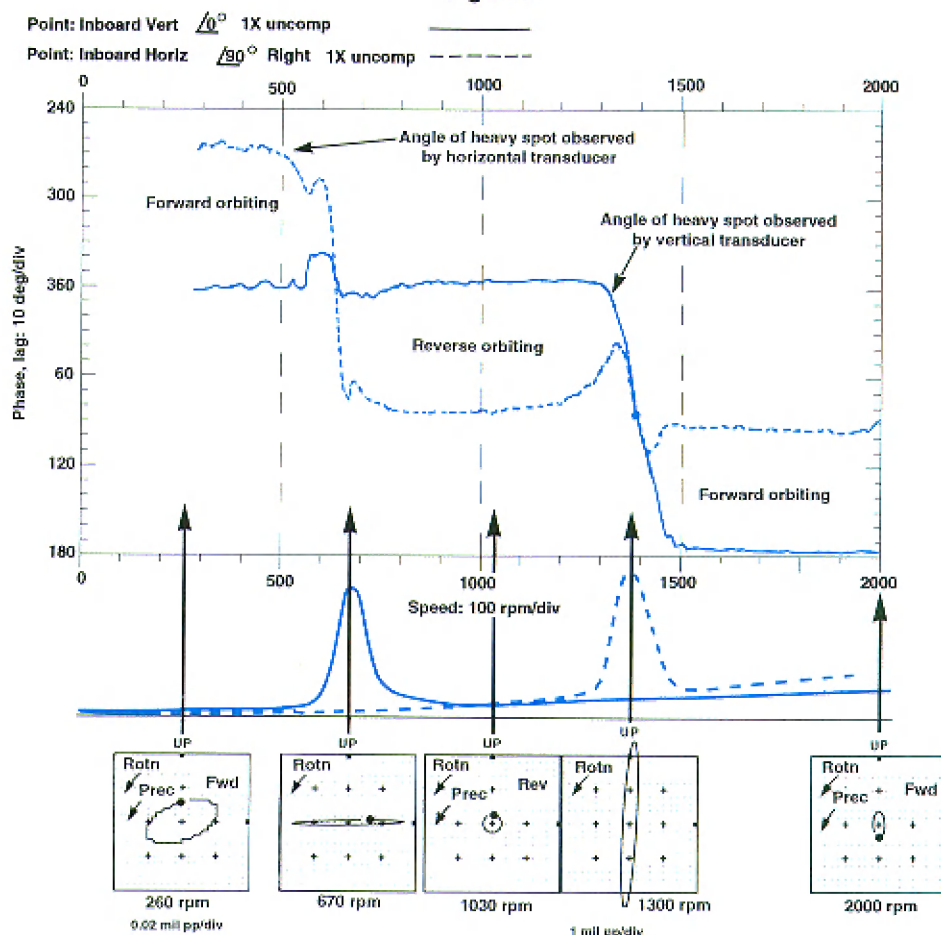 Point: Inboard Vert /0° 1X uncomp
Point: Inboard Horiz /90° Right 1X uncomp
0 500 1000 1500 2000
240
300
360
60
120
180
Phase, lag: 10 deg/div
Angle of heavy spot observed
by horizontal transducer
Forward orbiting
Angle of heavy spot observed
by vertical transducer
Reverse orbiting
Forward orbiting
0 500 1000 1500 2000
Speed: 100 rpm/div
UP UP UP UP UP
Rotn
Prec
Fwd
260 rpm
0.02 mil pp/div
Rotn
670 rpm
Rotn
Prec
Rev
1030 rpm
Rotn
1300 rpm
1 mil pp/div
Rotn
Prec
Fwd
2000 rpm